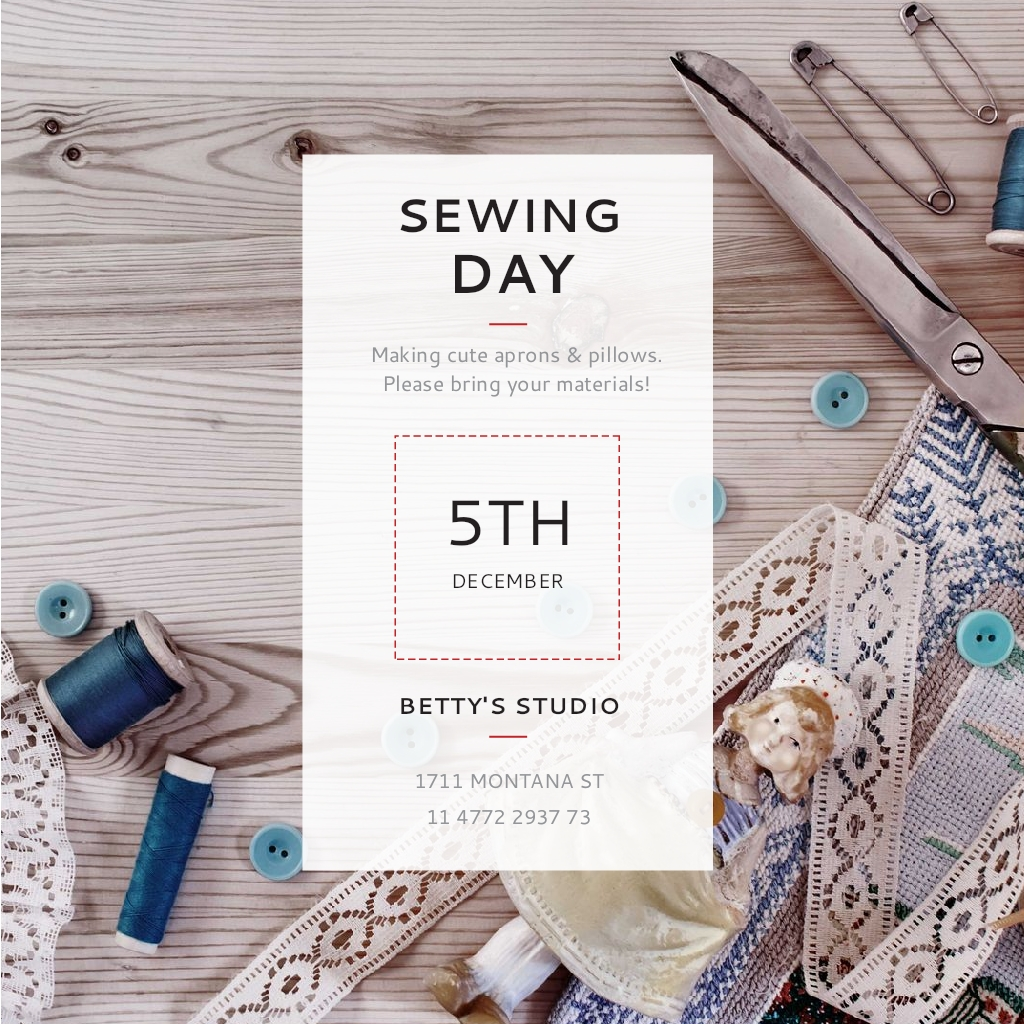 SEWING
DAY
Making cute aprons & pillows.
Please bring your materials!
5TH
DECEMBER
BETTY'S STUDIO
1711 MONTANA ST
11 4772 2937 73